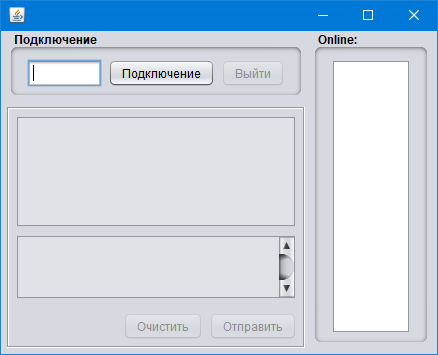 Подключение
Online:
Подключение
Выйти
Очистить
Отправить